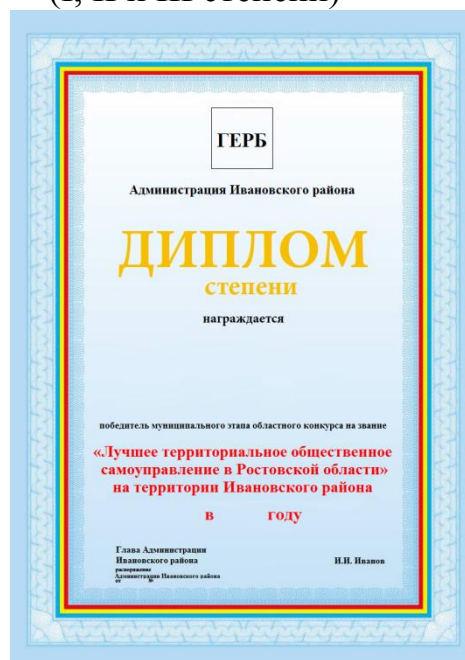 (I, II и III степени)
ГЕРБ
Администрация Ивановского района
ДИПЛОМ
степени
награждается
победитель муниципального этапа областного конкурса на звание
«Лучшее территориальное общественное
самоуправление в Ростовской области»
на территории Ивановского района
в году
Глава Администрации
Ивановского района И.И. Иванов
распоряжение
Администрации Ивановского района
от №